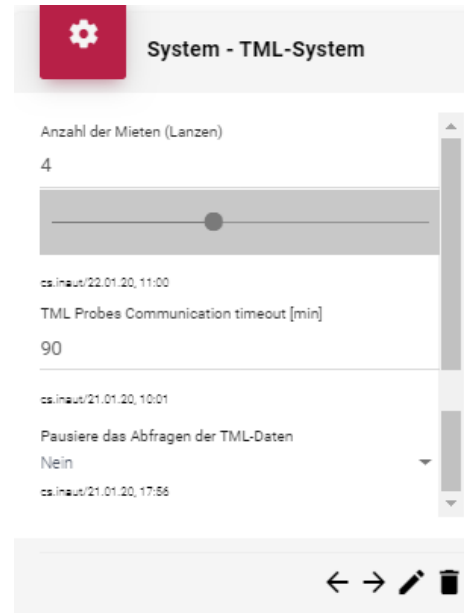 System - TML-System
Anzahl der Mieten (Lanzen)
4
cs.inaut/22.01.20, 11:00
TML Probes Communication timeout [min]
90
cs.inaut/21.01.20, 10:01
Pausiere das Abfragen der TML-Daten
Nein
cs.inaut/21.01.20, 17:56